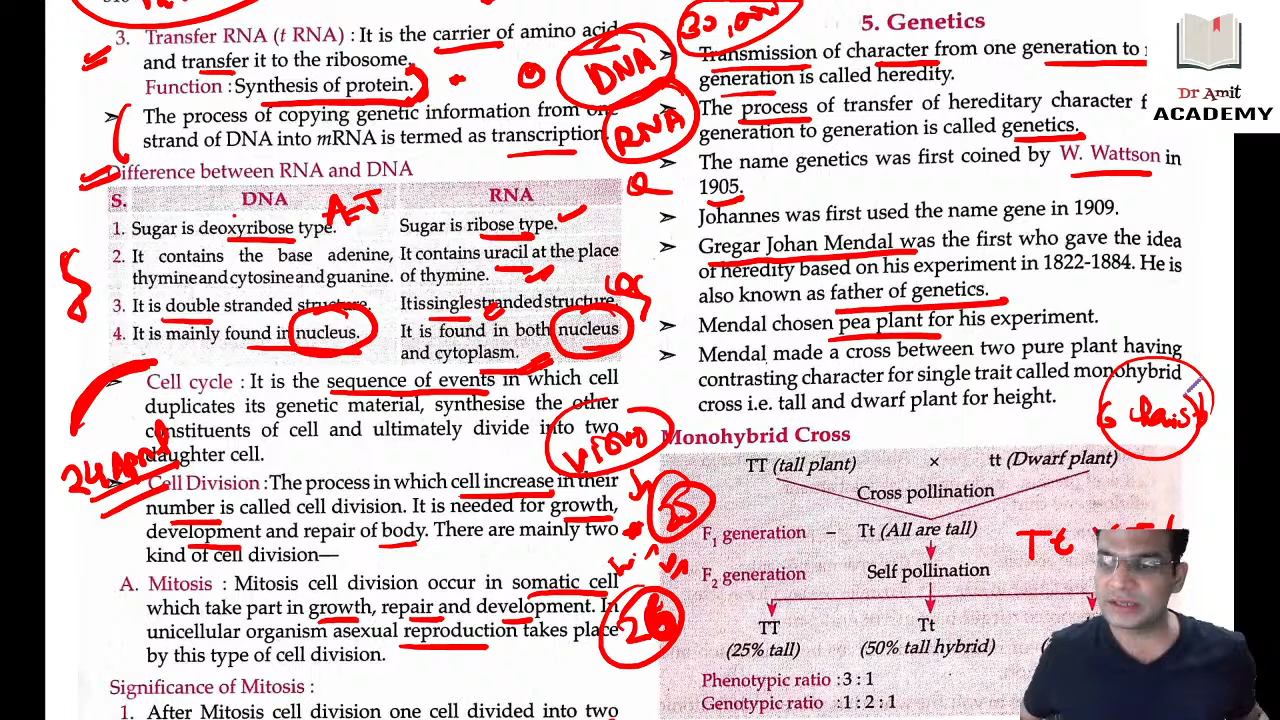 3. Transfer RNA (t RNA) : It is the carrier of amino acid
and transfer it to the ribosome.
Function : Synthesis of protein.
The process of copying genetic information from one
strand of DNA into mRNA is termed as transcription.
Difference between RNA and DNA
S. DNA RNA
1. Sugar is deoxyribose type. Sugar is ribose type.
2. It contains the base adenine, It contains uracil at the place
thymine and cytosine and guanine. of thymine.
3. It is double stranded structure. It is single stranded structure.
4. It is mainly found in nucleus. It is found in both nucleus
and cytoplasm.
Cell cycle : It is the sequence of events in which cell
duplicates its genetic material, synthesise the other
constituents of cell and ultimately divide into two
daughter cell.
Cell Division : The process in which cell increase in their
number is called cell division. It is needed for growth,
development and repair of body. There are mainly two
kind of cell division—
A. Mitosis : Mitosis cell division occur in somatic cell
which take part in growth, repair and development. In
unicellular organism asexual reproduction takes place
by this type of cell division.
Significance of Mitosis :
1. After Mitosis cell division one cell divided into two
DNA
RNA
A=T
30,000
5. Genetics
Transmission of character from one generation to
generation is called heredity.
The process of transfer of hereditary character
generation to generation is called genetics.
The name genetics was first coined by W. Wattson in
1905.
Johannes was first used the name gene in 1909.
Gregar Johan Mendal was the first who gave the idea
of heredity based on his experiment in 1822-1884. He is
also known as father of genetics.
Mendal chosen pea plant for his experiment.
Mendal made a cross between two pure plant having
contrasting character for single trait called monohybrid
cross i.e. tall and dwarf plant for height.
Monohybrid Cross
TT (tall plant) × tt (Dwarf plant)
Cross pollination
F1 generation – Tt (All are tall)
Tt
F2 generation Self pollination
TT Tt
(25% tall) (50% tall hybrid)
Phenotypic ratio : 3 : 1
Genotypic ratio : 1 : 2 : 1
Dr Amit
ACADEMY